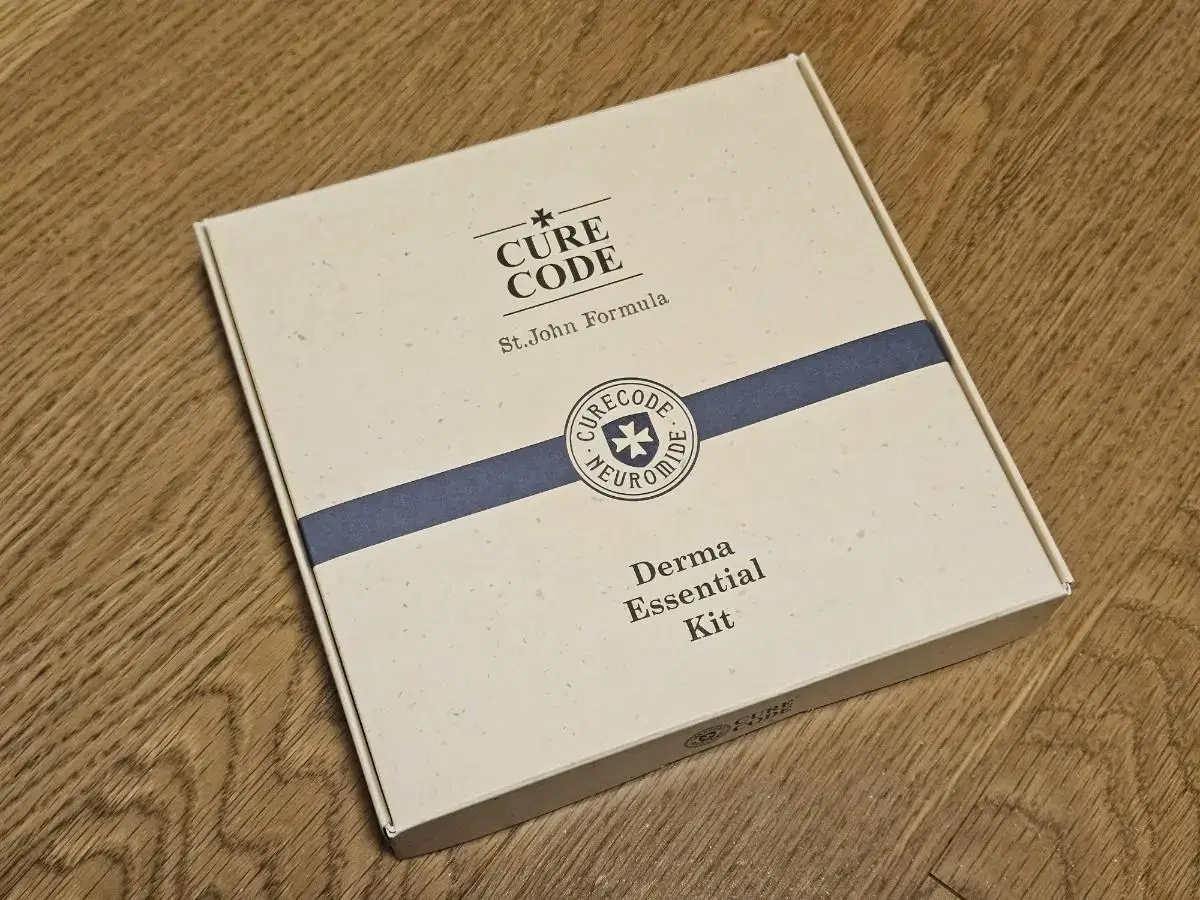 CURE
CODE
St.John Formula
CURECODE
· NEUROMIDE ·
Derma
Essential
Kit
CURE
CODE